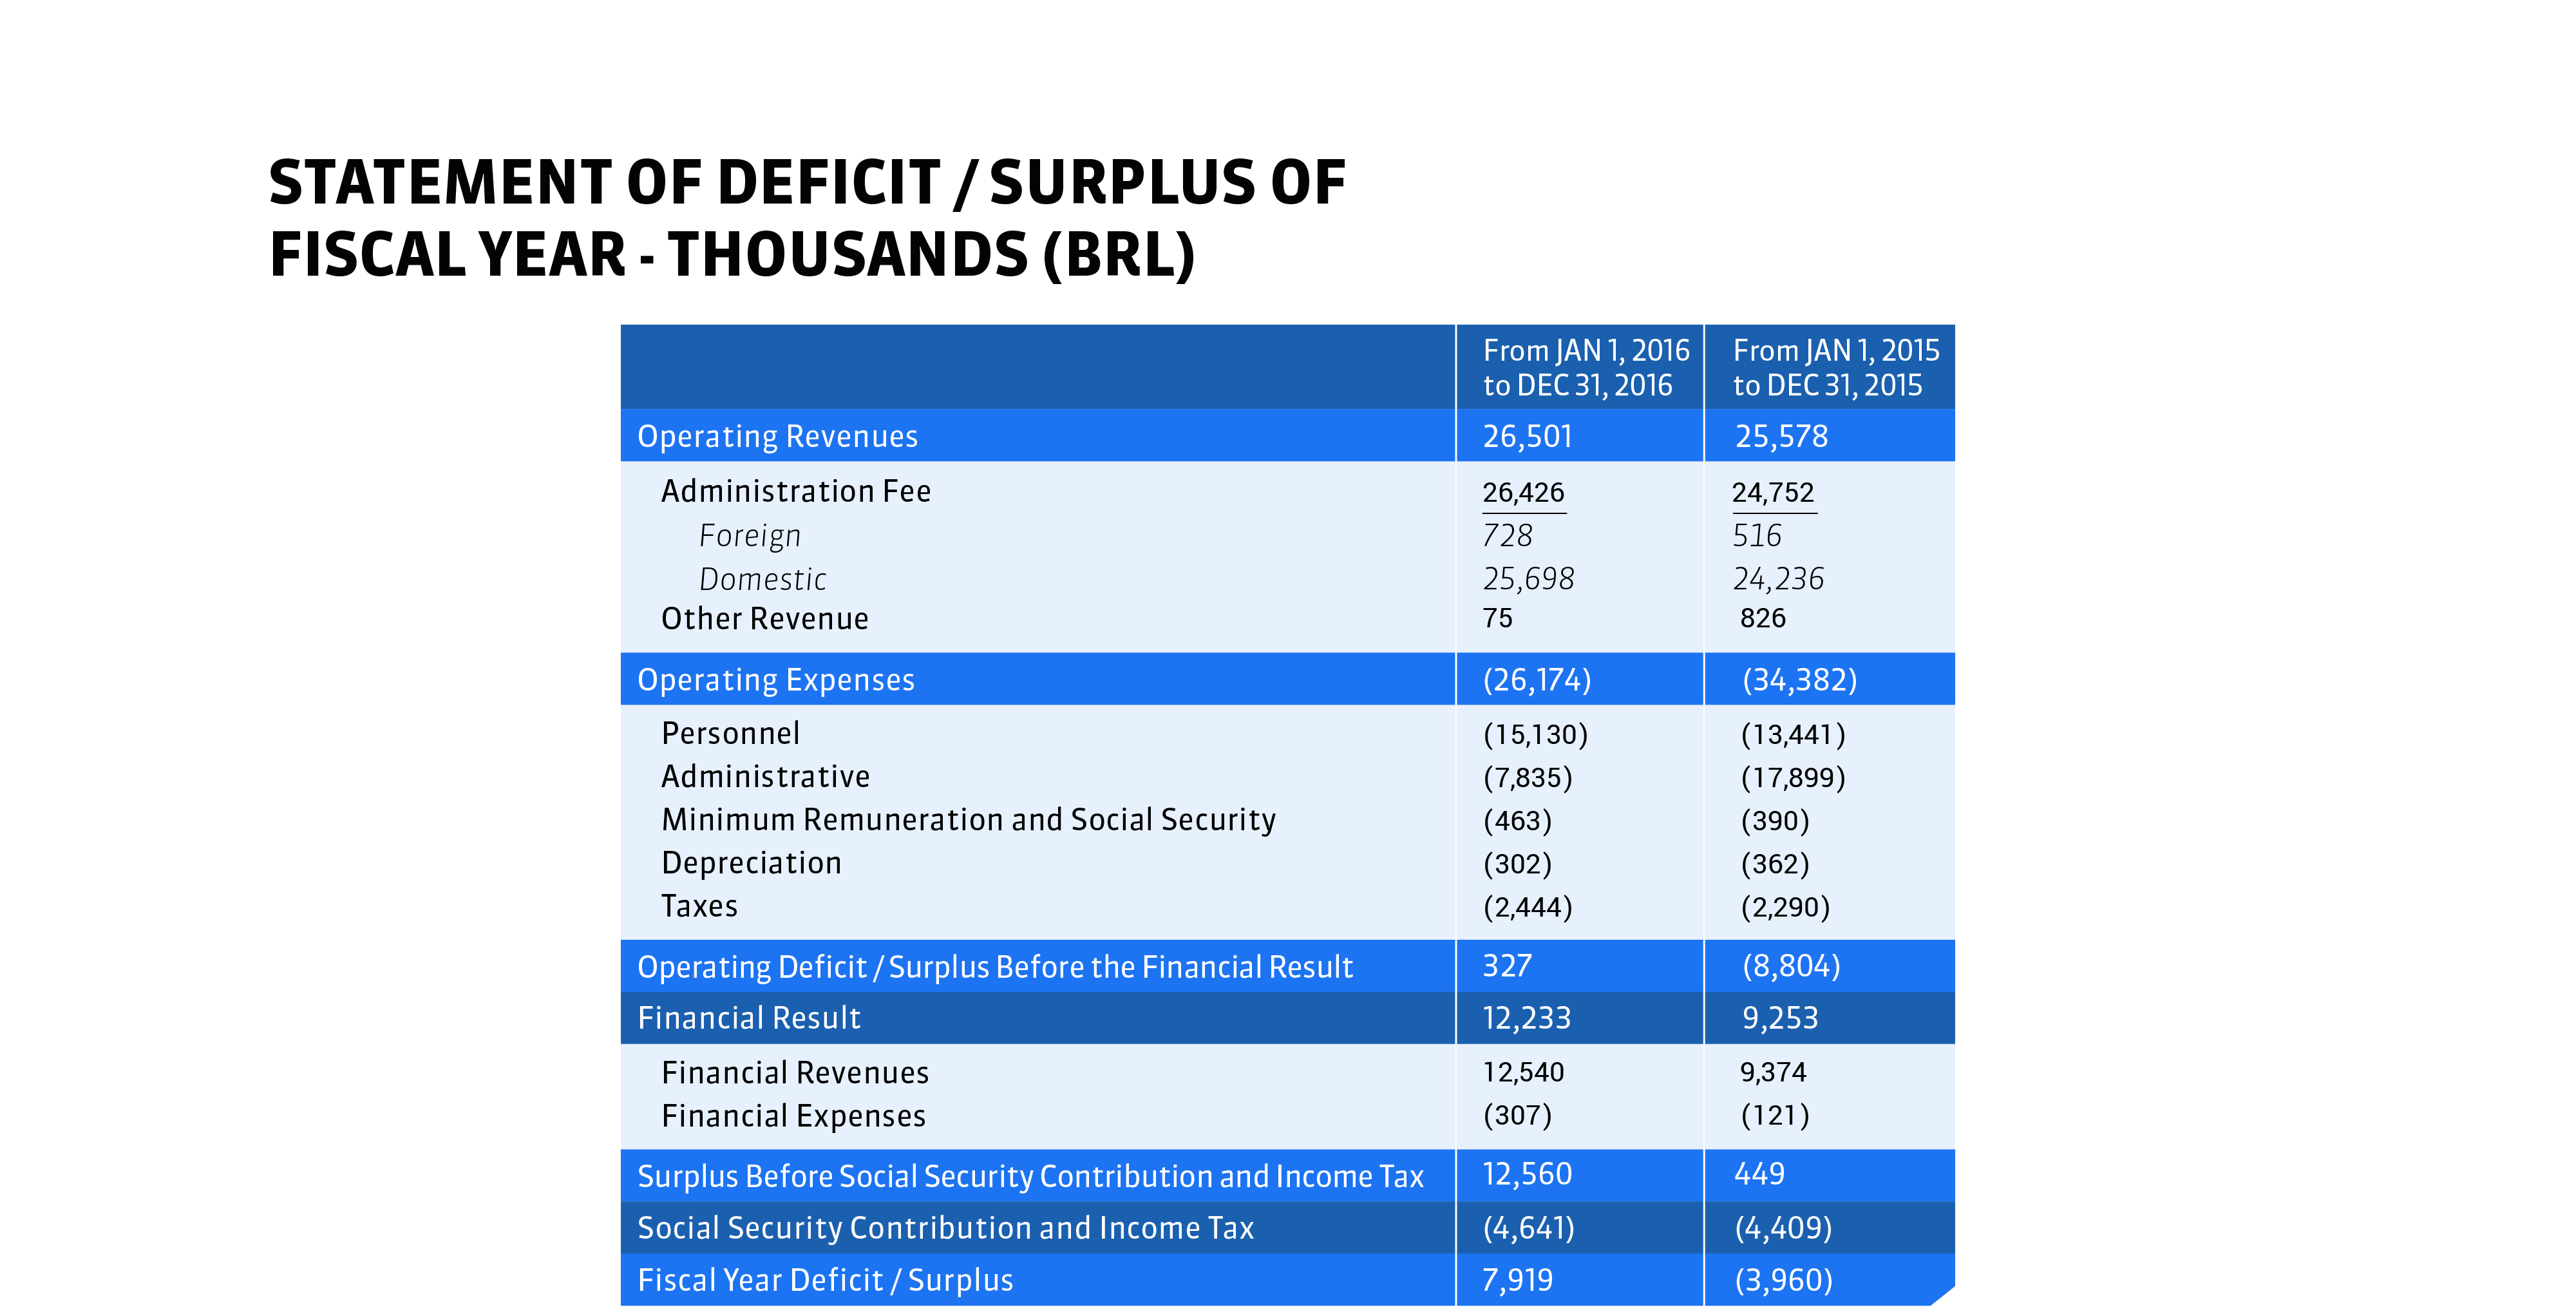 STATEMENT OF DEFICIT / SURPLUS OF
FISCAL YEAR - THOUSANDS (BRL)
From JAN 1, 2016 From JAN 1, 2015
to DEC 31, 2016 to DEC 31, 2015
Operating Revenues 26,501 25,578
Administration Fee 26,426 24,752
Foreign 728 516
Domestic 25,698 24,236
Other Revenue 75 826
Operating Expenses (26,174) (34,382)
Personnel (15,130) (13,441)
Administrative (7,835) (17,899)
Minimum Remuneration and Social Security (463) (390)
Depreciation (302) (362)
Taxes (2,444) (2,290)
Operating Deficit / Surplus Before the Financial Result 327 (8,804)
Financial Result 12,233 9,253
Financial Revenues 12,540 9,374
Financial Expenses (307) (121)
Surplus Before Social Security Contribution and Income Tax 12,560 449
Social Security Contribution and Income Tax (4,641) (4,409)
Fiscal Year Deficit / Surplus 7,919 (3,960)